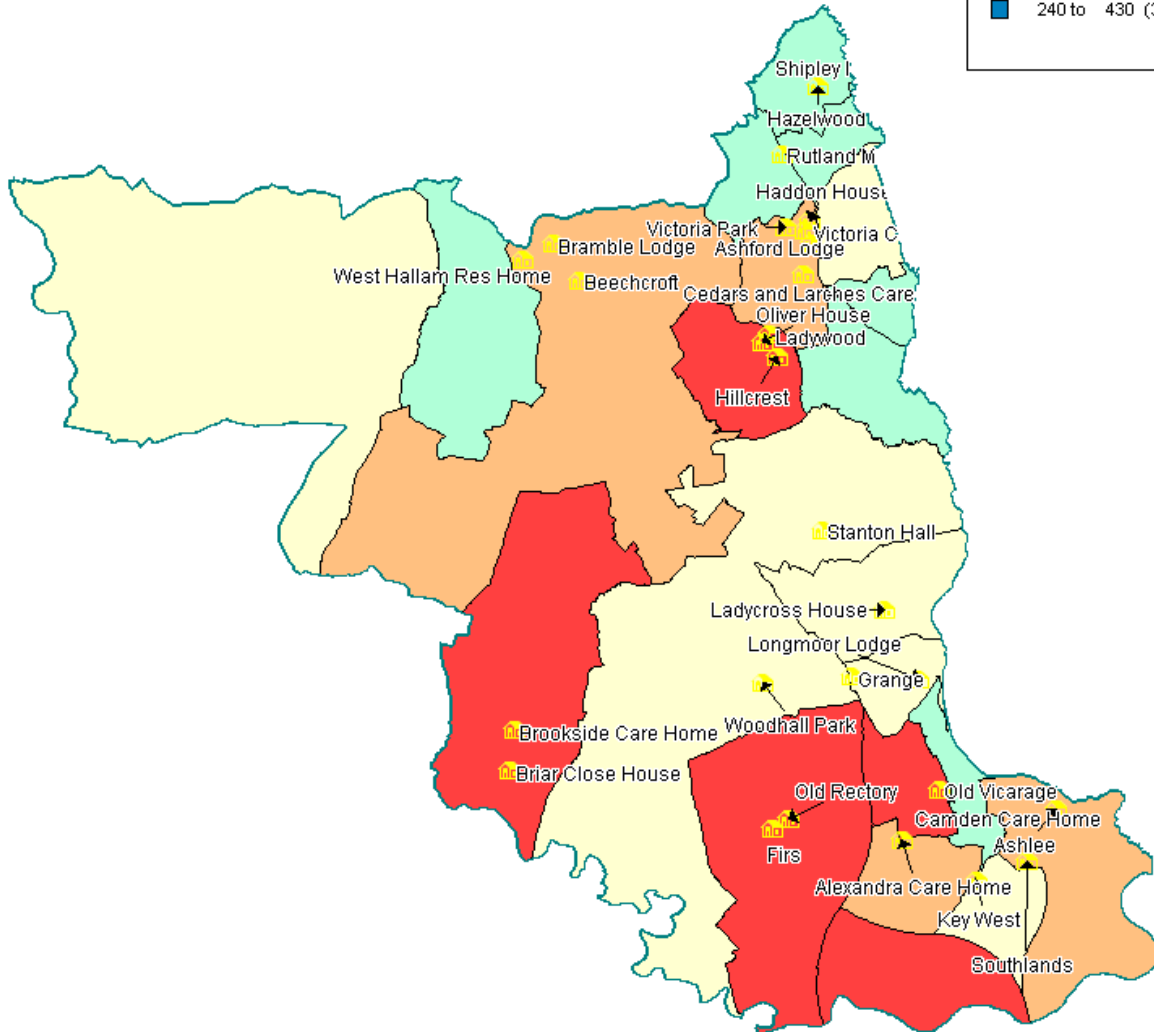 240 to 430 (3
Shipley
Hazelwood
Rutland M
Haddon House
Victoria Park
Victoria C
Ashford Lodge
Bramble Lodge
West Hallam Res Home
Beechcroft
Cedars and Larches Care
Oliver House
Ladywood
Hillcrest
Stanton Hall
Ladycross House
Longmoor Lodge
Grange
Woodhall Park
Brookside Care Home
Briar Close House
Old Rectory
Old Vicarage
Camden Care Home
Firs
Ashlee
Alexandra Care Home
Key West
Southlands